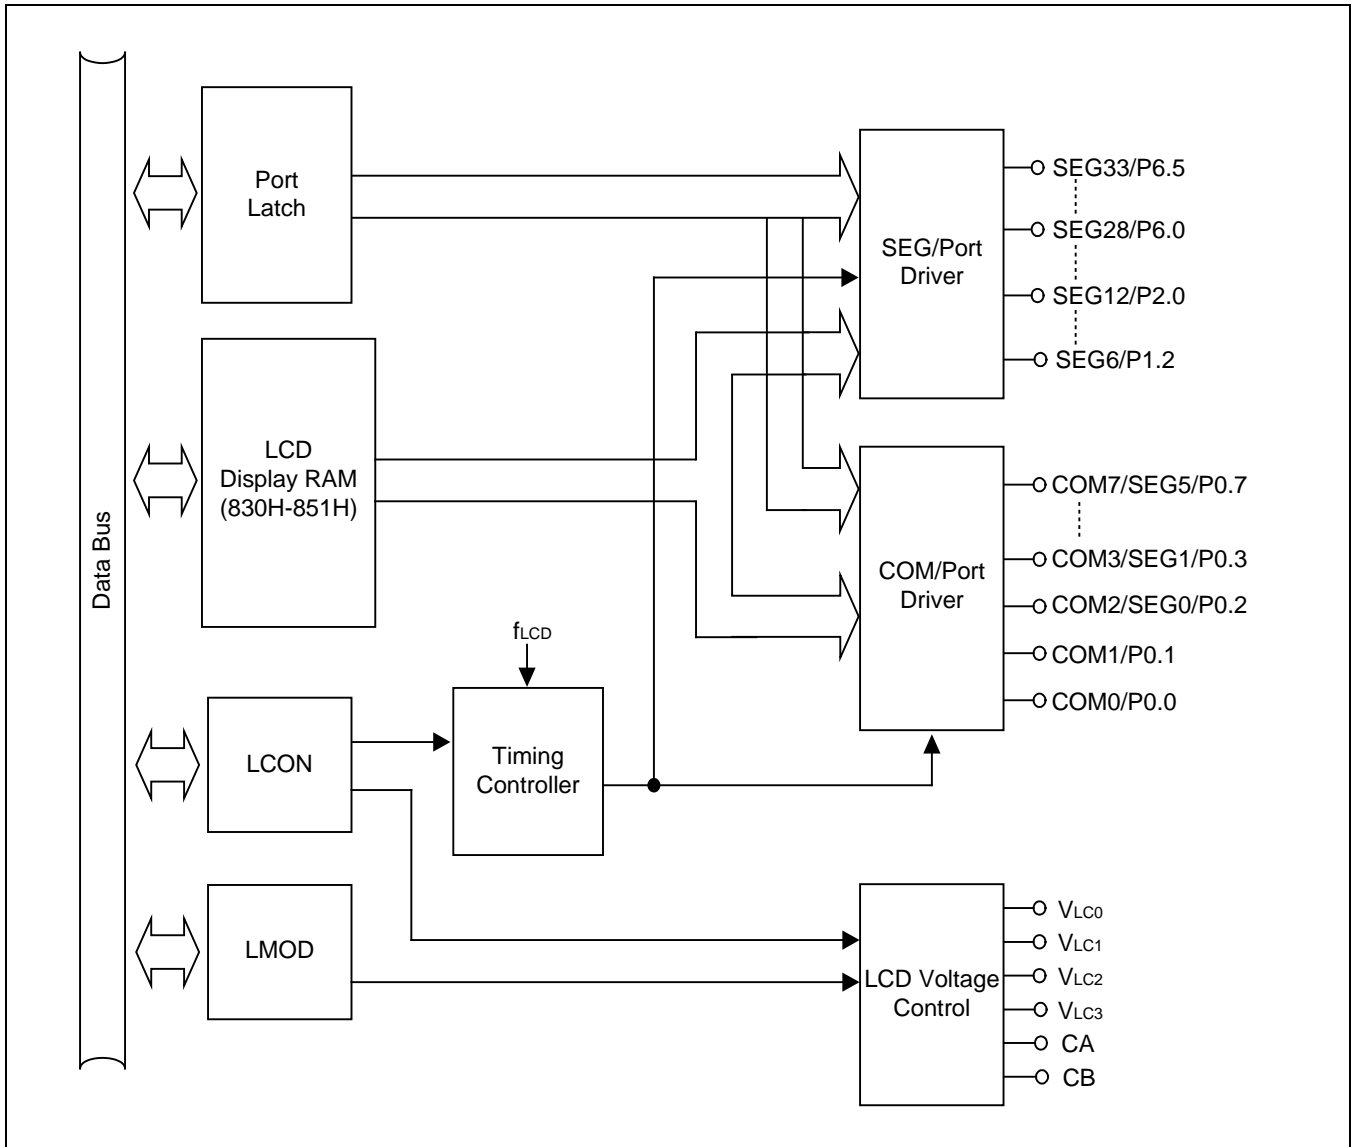 Data Bus
Port
Latch
LCD
Display RAM
(830H-851H)
LCON
LMOD
fLCD
Timing
Controller
SEG/Port
Driver
SEG33/P6.5
SEG28/P6.0
SEG12/P2.0
SEG6/P1.2
COM/Port
Driver
COM7/SEG5/P0.7
COM3/SEG1/P0.3
COM2/SEG0/P0.2
COM1/P0.1
COM0/P0.0
LCD Voltage
Control
VLC0
VLC1
VLC2
VLC3
CA
CB